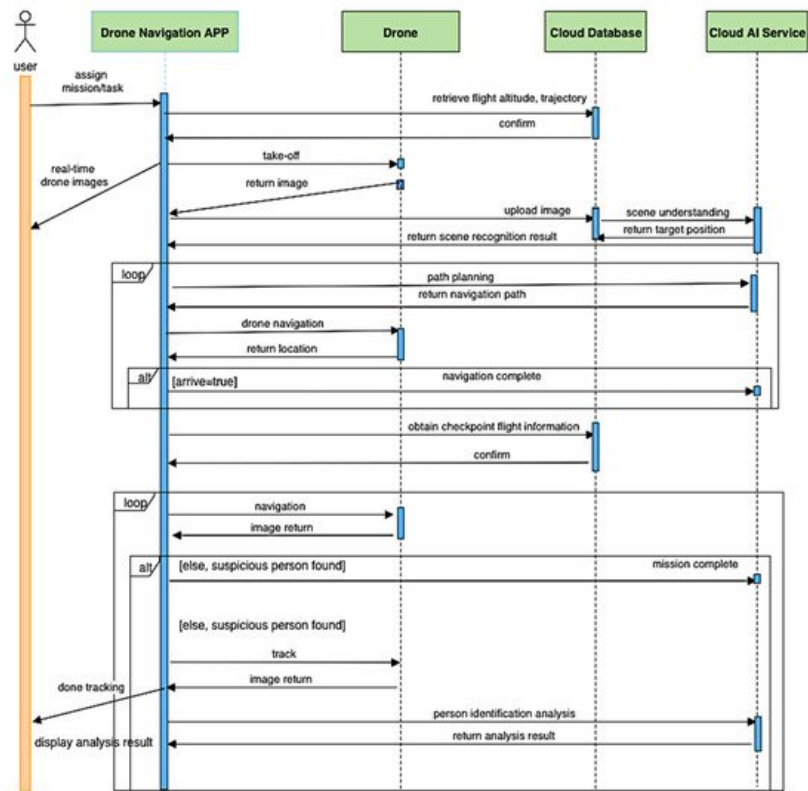 Drone Navigation APP
Drone
Cloud Database
Cloud AI Service
user
assign
mission/task
retrieve flight altitude, trajectory
confirm
take-off
real-time
drone images
return image
upload image
scene understanding
return target position
return scene recognition result
loop
path planning
return navigation path
drone navigation
return location
alt
[arrive=true]
navigation complete
obtain checkpoint flight information
confirm
loop
navigation
image return
alt
[else, suspicious person found]
mission complete
[else, suspicious person found]
track
image return
done tracking
person identification analysis
display analysis result
return analysis result